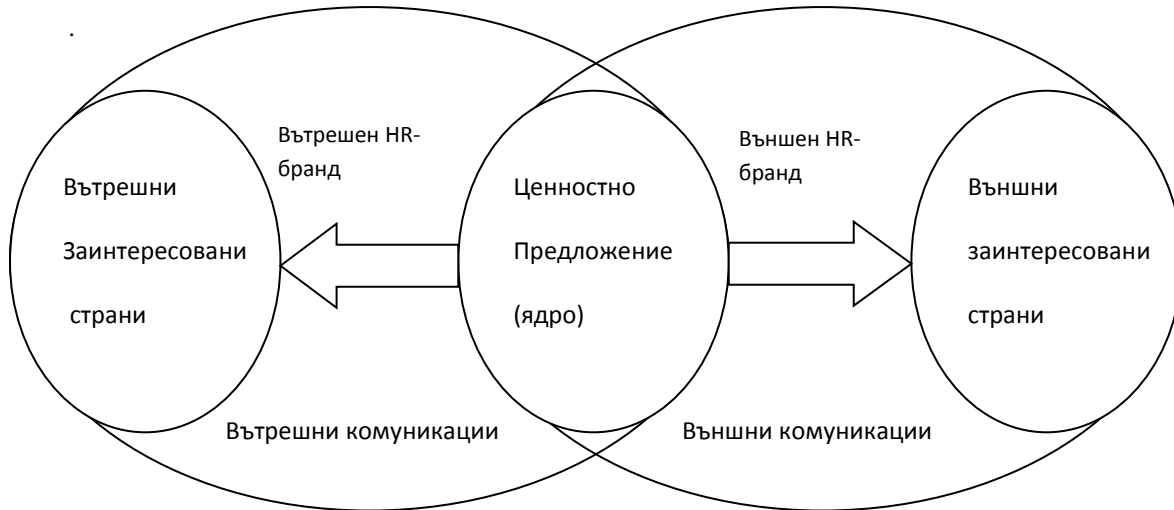 .
Вътрешен HR-
бранд
Външен HR-
бранд
Вътрешни
Заинтересовани
страни
Ценностно
Предложение
(ядро)
Външни
заинтересовани
страни
Вътрешни комуникации
Външни комуникации